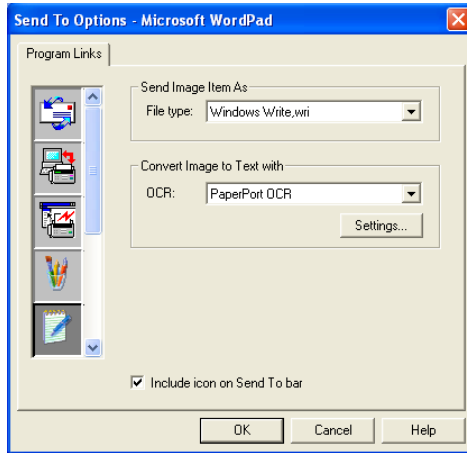 Send To Options - Microsoft WordPad
Program Links
Send Image Item As
File type: Windows Write,wri
Convert Image to Text with
OCR: PaperPort OCR
Settings...
Include icon on Send To bar
OK Cancel Help